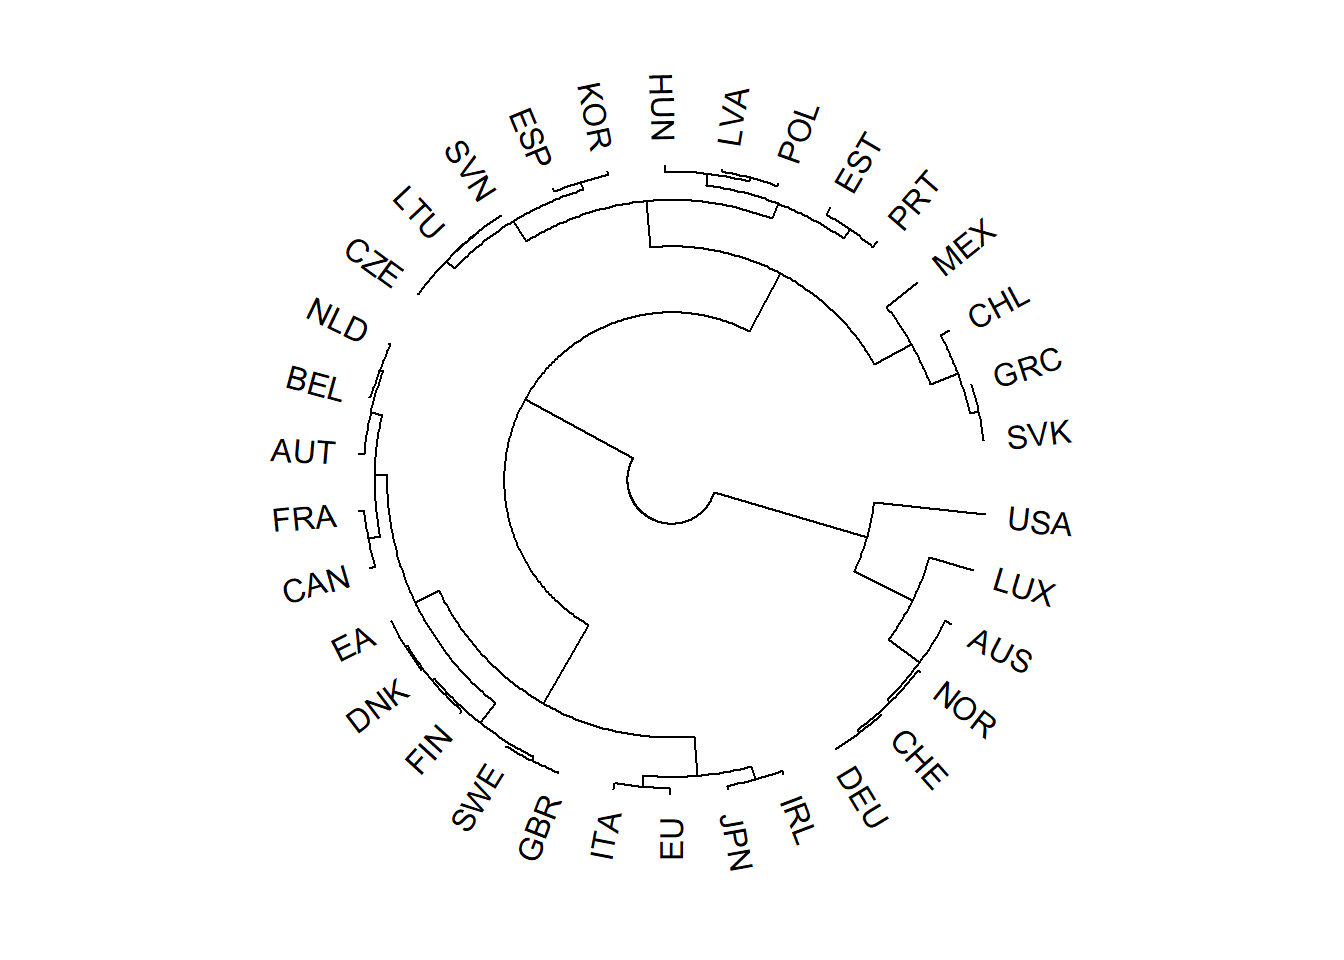 HUN
LVA
POL
EST
PRT
MEX
CHL
GRC
SVK
USA
LUX
AUS
NOR
CHE
DEU
IRL
JPN
EU
ITA
GBR
SWE
FIN
DNK
EA
CAN
FRA
AUT
BEL
NLD
CZE
LTU
SVN
ESP
KOR